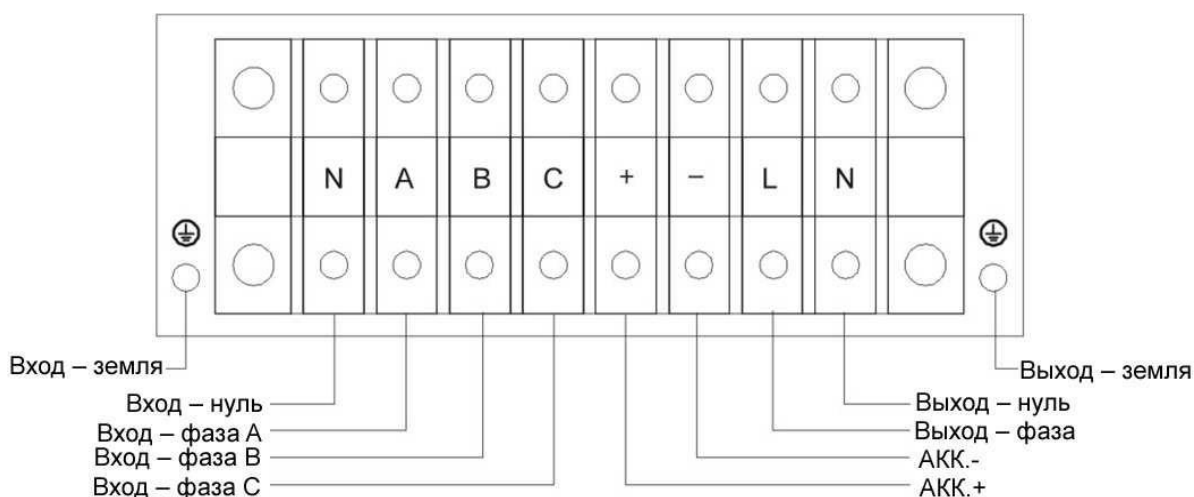 N A B C + – L N
Вход – земля
Выход – земля
Вход – нуль
Выход – нуль
Вход – фаза A
Выход – фаза
Вход – фаза B
АКК.-
Вход – фаза C
АКК.+